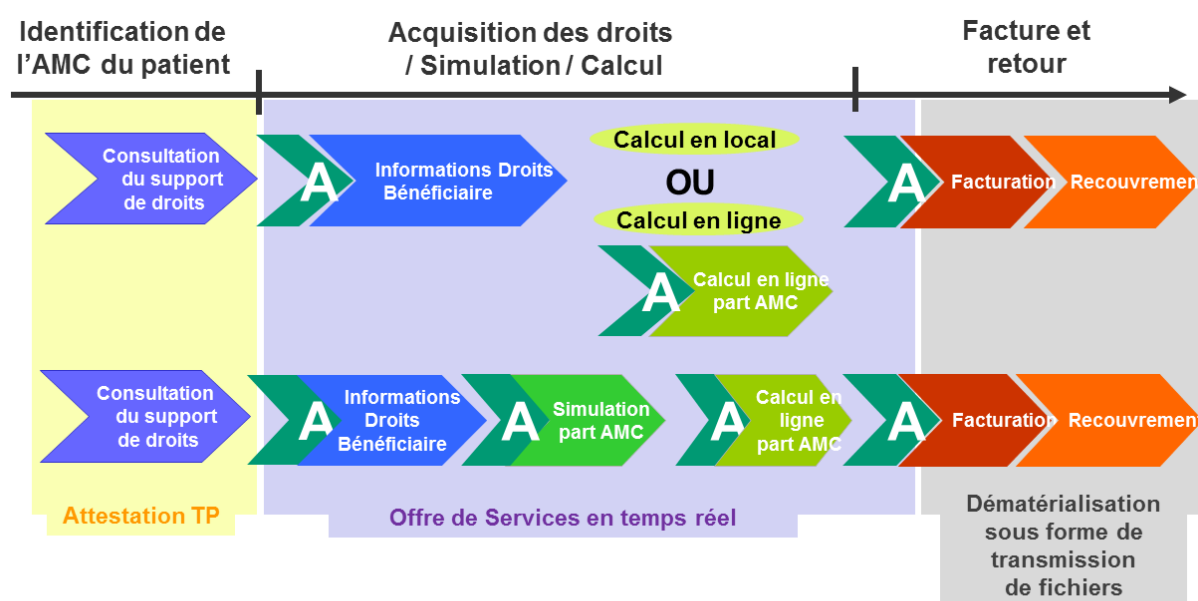 Identification de
l'AMC du patient
Acquisition des droits
/ Simulation / Calcul
Facture et
retour
Consultation
du support
de droits
A
Informations Droits
Bénéficiaire
Calcul en local
OU
Calcul en ligne
A
Calcul en ligne
part AMC
A
Facturation
Recouvrement
Consultation
du support
de droits
A
Informations
Droits
Bénéficiaire
A
Simulation
part AMC
A
Calcul en
ligne
part AMC
A
Facturation
Recouvrement
Attestation TP
Offre de Services en temps réel
Dématérialisation
sous forme de
transmission
de fichiers